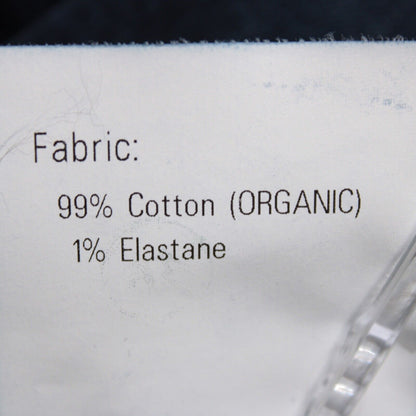 Fabric:
99% Cotton (ORGANIC)
1% Elastane